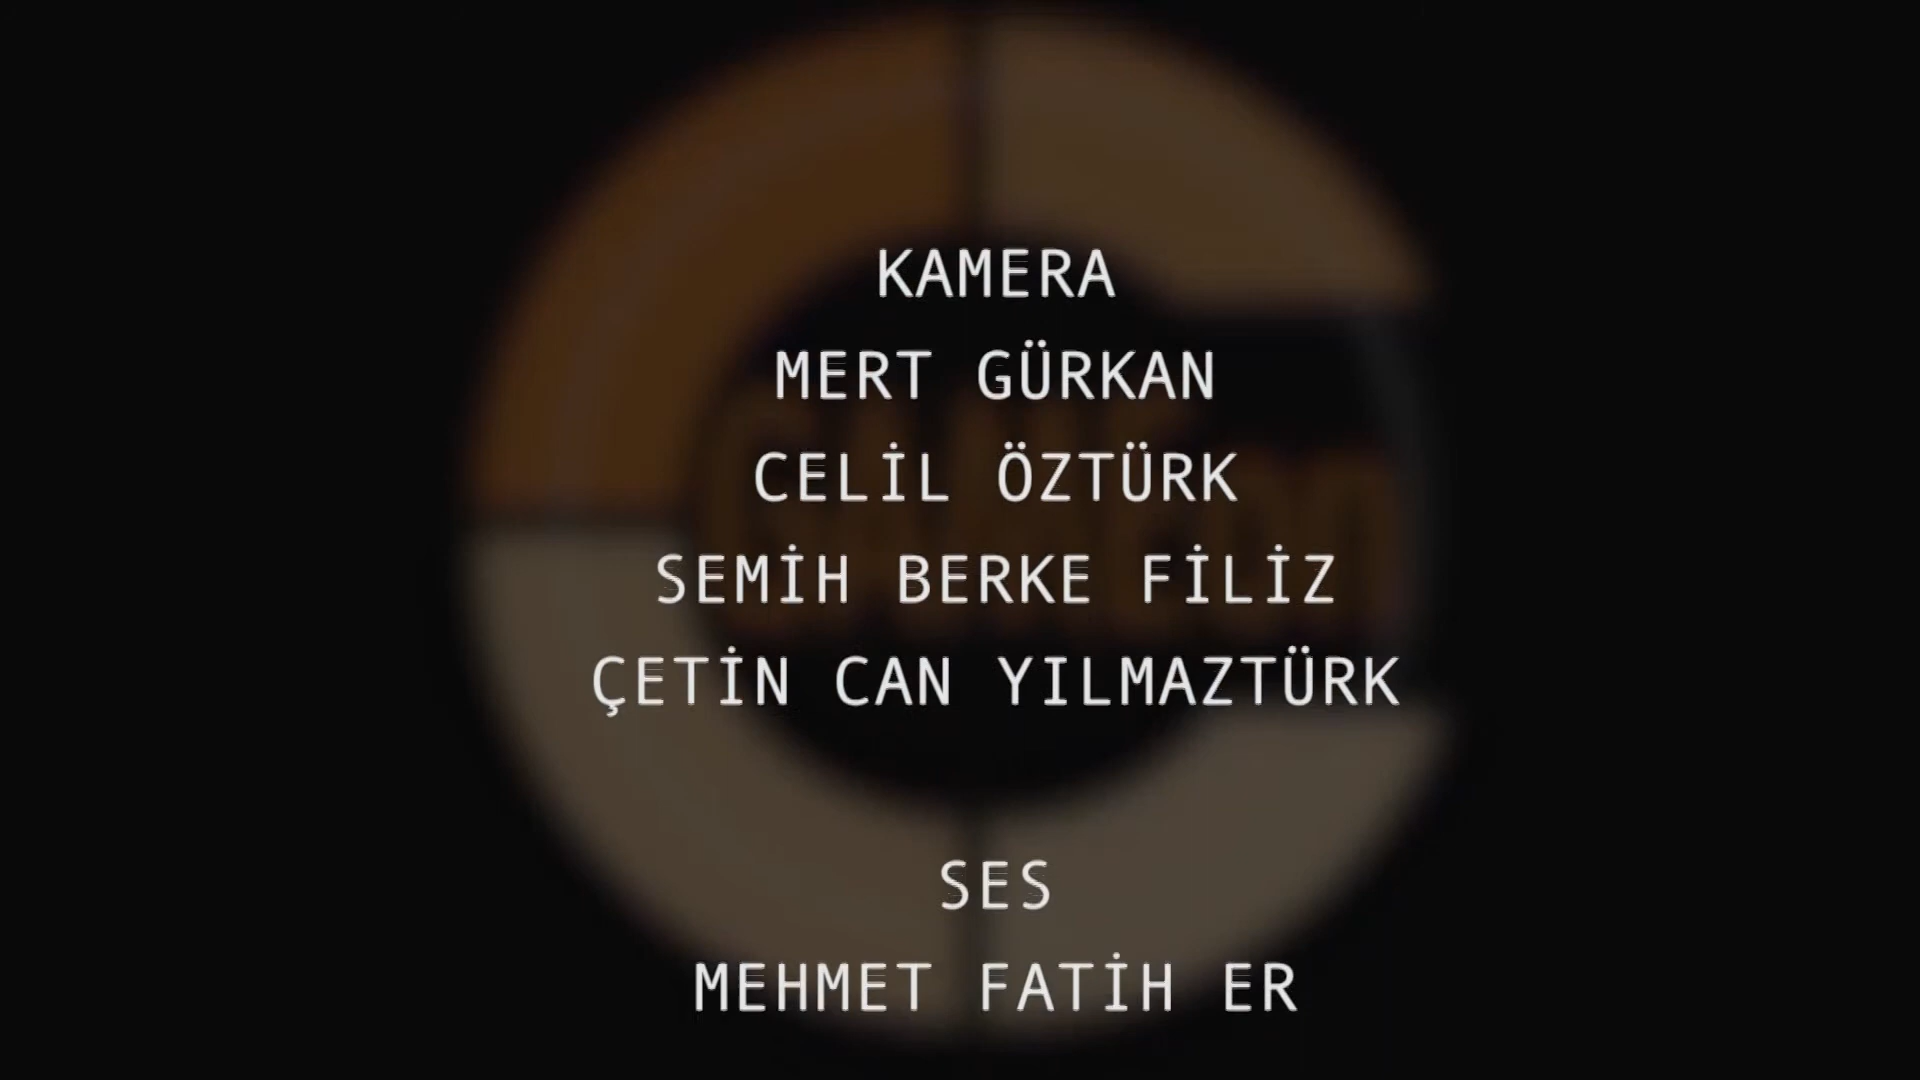 KAMERA
MERT GÜRKAN
CELİL ÖZTÜRK
SEMİH BERKE FİLİZ
ÇETİN CAN YILMAZTÜRK
SES
MEHMET FATİH ER